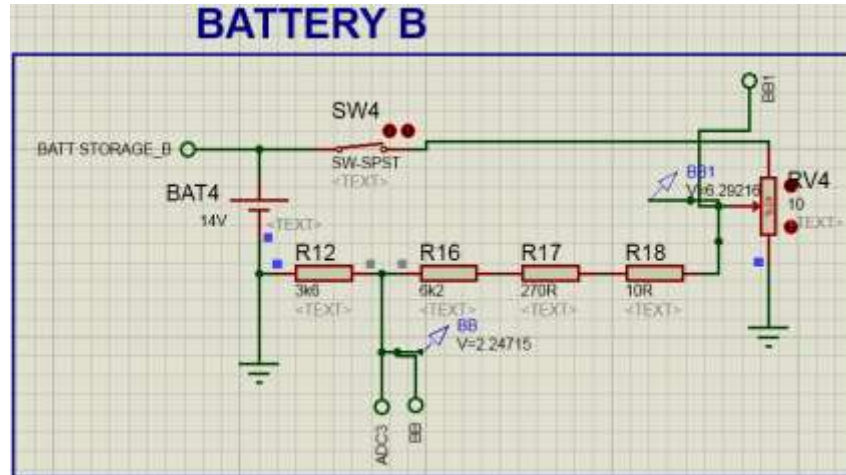 BATTERY B
BB1
SW4
BATT STORAGE_B
SW-SPST
<TEXT>
BB1
V=6.29216
RV4
10
<TEXT>
BAT4
14V
<TEXT>
R12
3k6
<TEXT>
R16
6k2
<TEXT>
R17
270R
<TEXT>
R18
10R
<TEXT>
BB
V=2.24715
ADC3
BB